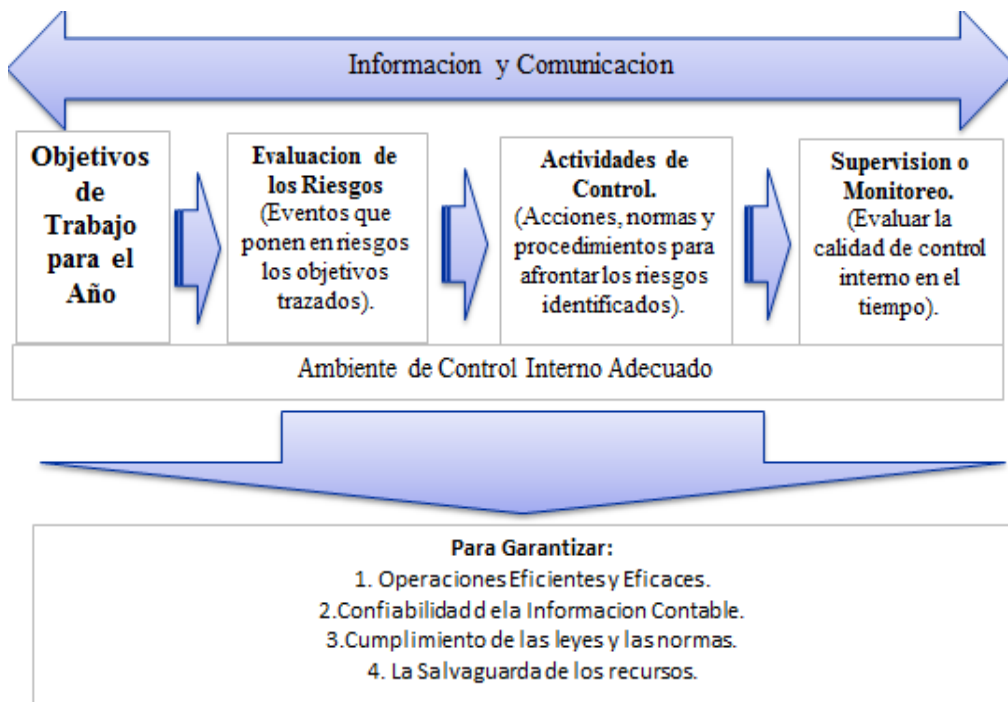 Informacion y Comunicacion
Objetivos
de
Trabajo
para el
Año
Evaluacion de
los Riesgos
(Eventos que
ponen en riesgos
los objetivos
trazados).
Actividades de
Control.
(Acciones, normas y
procedimientos para
afrontar los riesgos
identificados).
Supervision o
Monitoreo.
(Evaluar la
calidad de control
interno en el
tiempo).
Ambiente de Control Interno Adecuado
Para Garantizar:
1. Operaciones Eficientes y Eficaces.
2.Confiabilidad d ela Informacion Contable.
3.Cumplimiento de las leyes y las normas.
4. La Salvaguarda de los recursos.